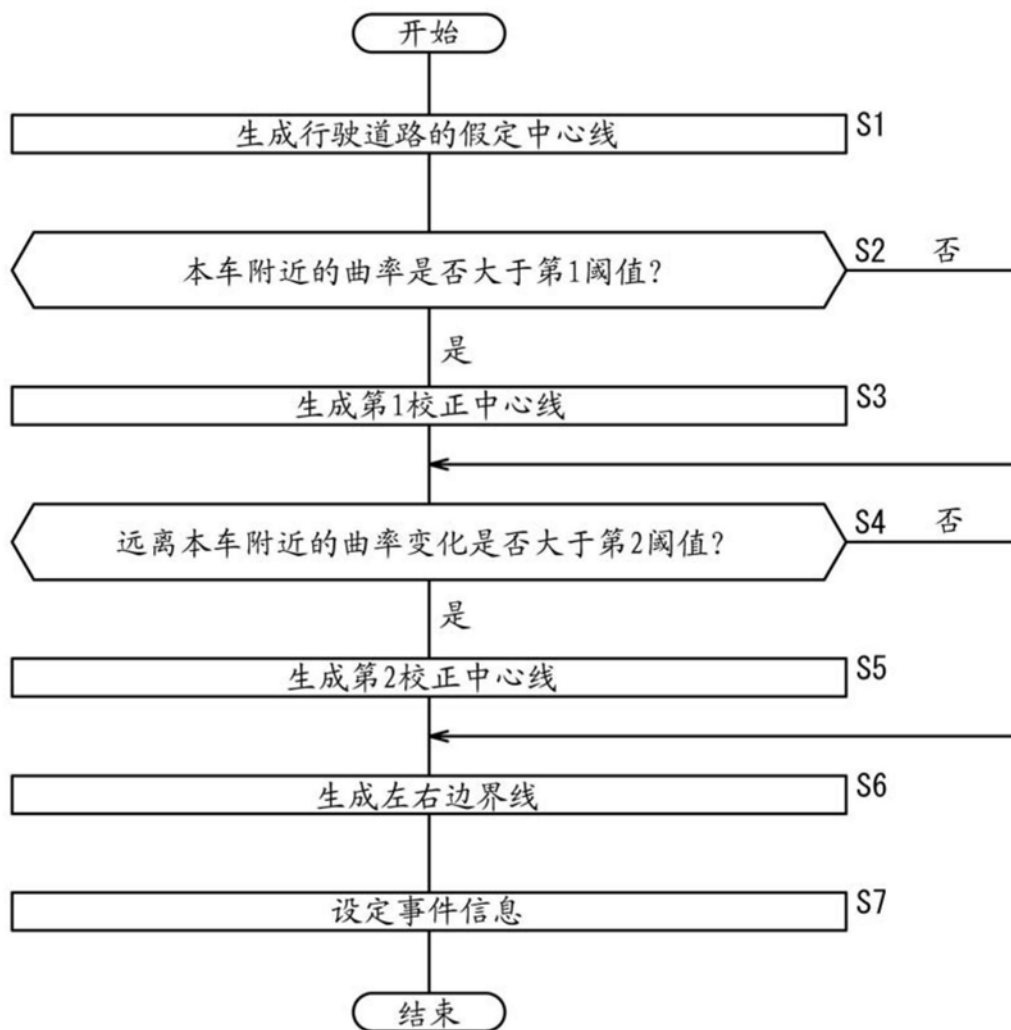 开始
生成行驶道路的假定中心线
S1
本车附近的曲率是否大于第1阈值?
S2 否
是
生成第1校正中心线
S3
远离本车附近的曲率变化是否大于第2阈值?
S4 否
是
生成第2校正中心线
S5
生成左右边界线
S6
设定事件信息
S7
结束